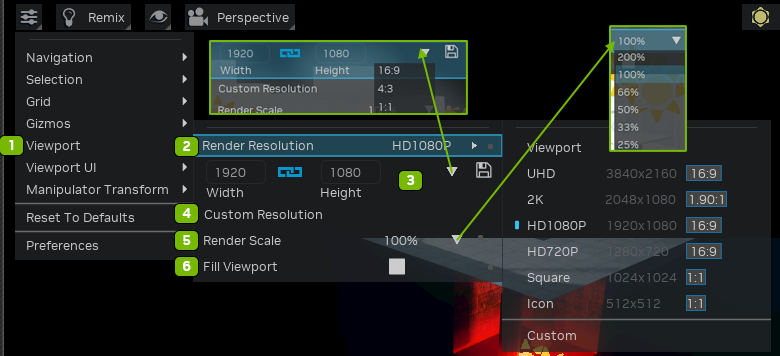 Remix
Perspective
Navigation
Selection
Grid
Gizmos
1 Viewport
Viewport UI
Manipulator Transform
Reset To Defaults
Preferences
1920 1080
Width Height
16:9
Custom Resolution
4:3
Render Scale
1:1
100%
200%
100%
66%
50%
33%
25%
2 Render Resolution HD1080P
1920 1080 3
Width Height
4 Custom Resolution
5 Render Scale 100%
6 Fill Viewport
Viewport
UHD 3840x2160 16:9
2K 2048x1080 1.90:1
HD1080P 1920x1080 16:9
HD720P 1280x720 16:9
Square 1024x1024 1:1
Icon 512x512 1:1
Custom